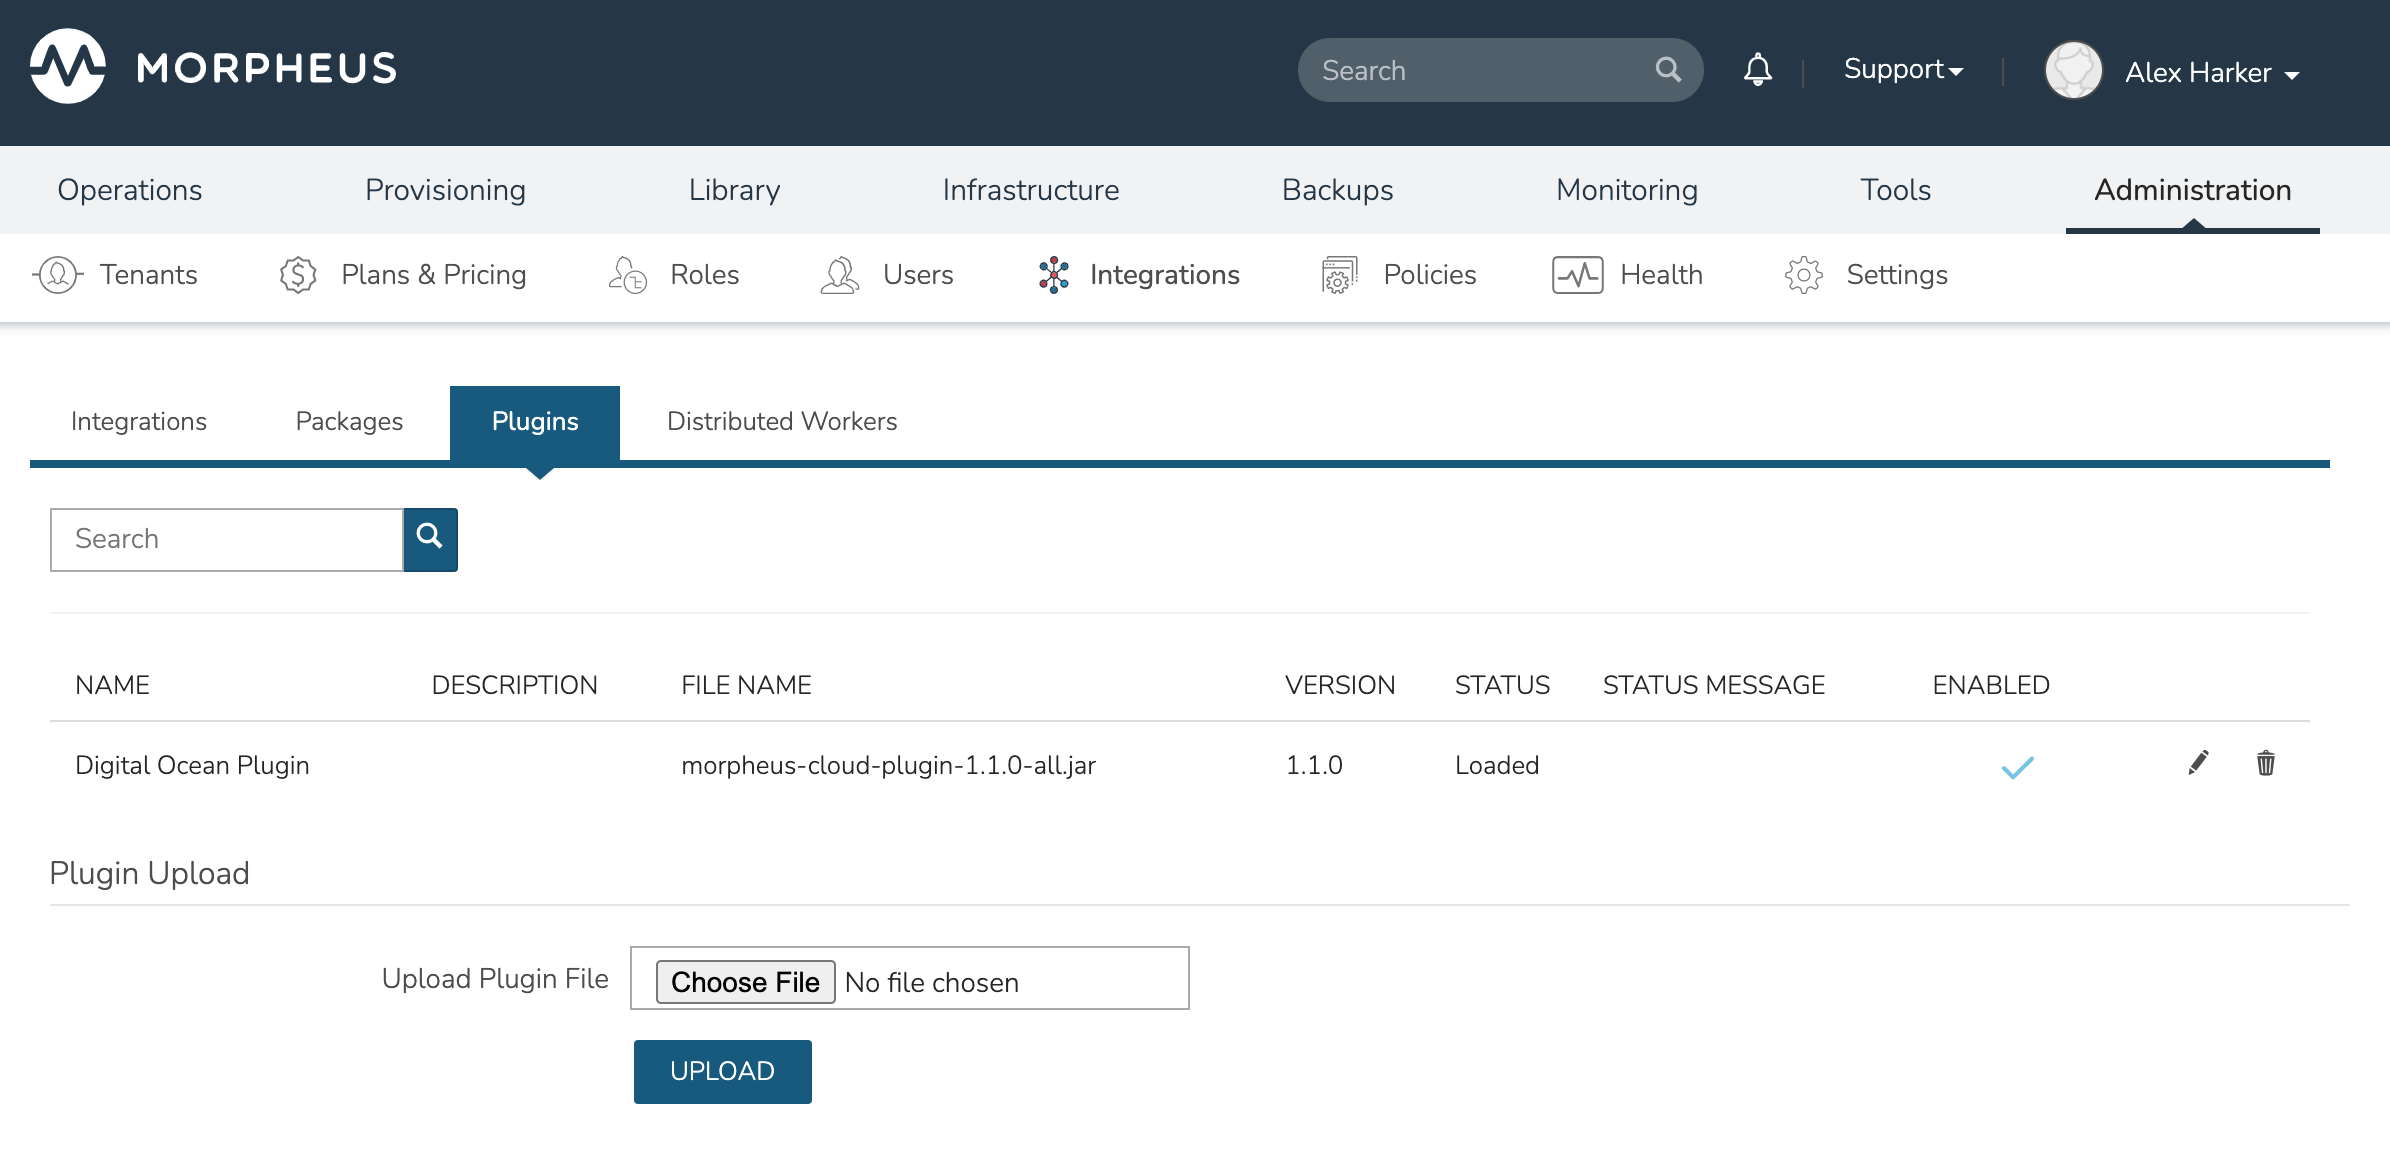 MORPHEUS
Search
Support
Alex Harker
Operations Provisioning Library Infrastructure Backups Monitoring Tools Administration
Tenants Plans & Pricing Roles Users Integrations Policies Health Settings
Integrations Packages Plugins Distributed Workers
Search
NAME DESCRIPTION FILE NAME VERSION STATUS STATUS MESSAGE ENABLED
Digital Ocean Plugin morpheus-cloud-plugin-1.1.0-all.jar 1.1.0 Loaded
Plugin Upload
Upload Plugin File Choose File No file chosen
UPLOAD